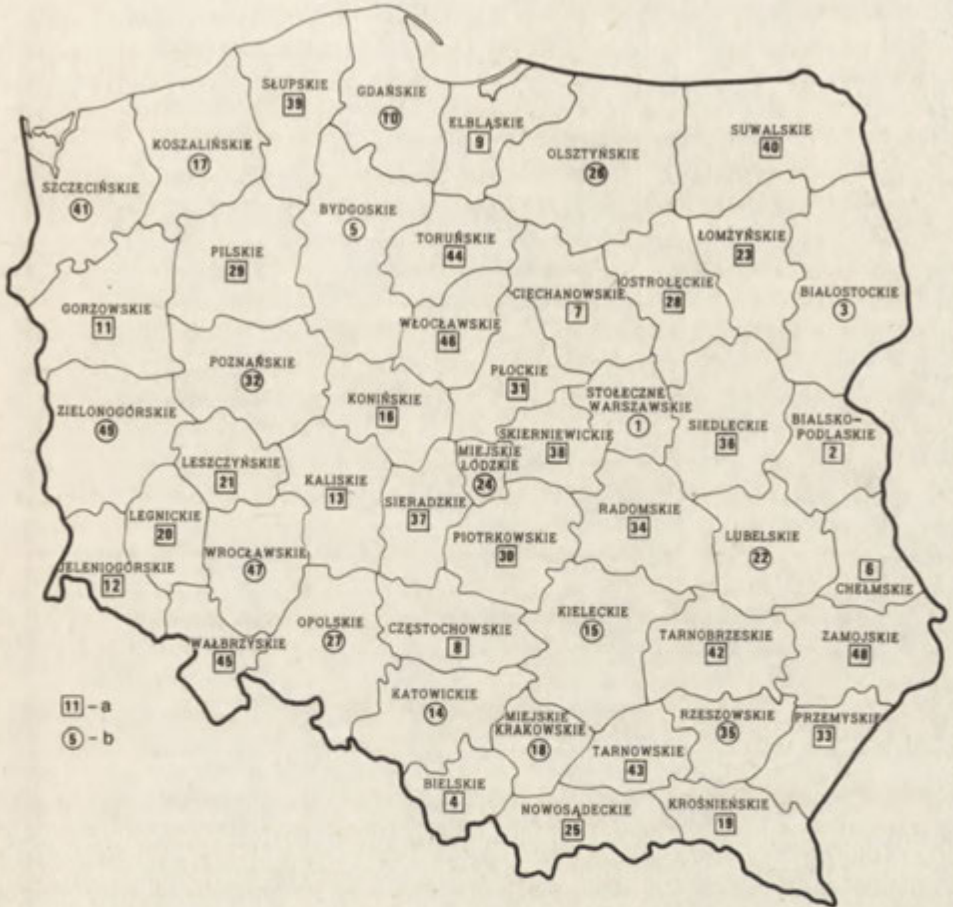 SŁUPSKIE
39
GDAŃSKIE
10
ELBLĄSKIE
9
SUWALSKIE
40
KOSZALIŃSKIE
17
OLSZTYŃSKIE
26
SZCZECIŃSKIE
41
BYDGOSKIE
5
PILSKIE
29
TORUŃSKIE
44
ŁOMŻYŃSKIE
23
BIAŁOSTOCKIE
3
OSTROŁĘCKIE
28
CIECHANOWSKIE
7
GORZOWSKIE
11
WŁOCŁAWSKIE
46
POZNAŃSKIE
32
PŁOCKIE
31
KONIŃSKIE
16
STOŁECZNE
WARSZAWSKIE
1
ZIELONOGÓRSKIE
49
SIEDLECKIE
36
BIALSKO-
PODLASKIE
2
SKIERNIEWICKIE
38
MIEJSKIE
ŁÓDZKIE
24
LESZCZYŃSKIE
21
KALISKIE
13
SIERADZKIE
37
RADOMSKIE
34
LEGNICKIE
20
PIOTRKOWSKIE
30
LUBELSKIE
22
WROCŁAWSKIE
47
JELENIOGÓRSKIE
12
6
CHEŁMSKIE
OPOLSKIE
27
CZĘSTOCHOWSKIE
8
KIELECKIE
15
TARNOBRZESKIE
42
ZAMOJSKIE
48
WAŁBRZYSKIE
45
KATOWICKIE
14
MIEJSKIE
KRAKOWSKIE
18
RZESZOWSKIE
35
PRZEMYSKIE
33
TARNOWSKIE
43
BIELSKIE
4
NOWOSĄDECKIE
25
KROŚNIEŃSKIE
19
11 - a
5 - b